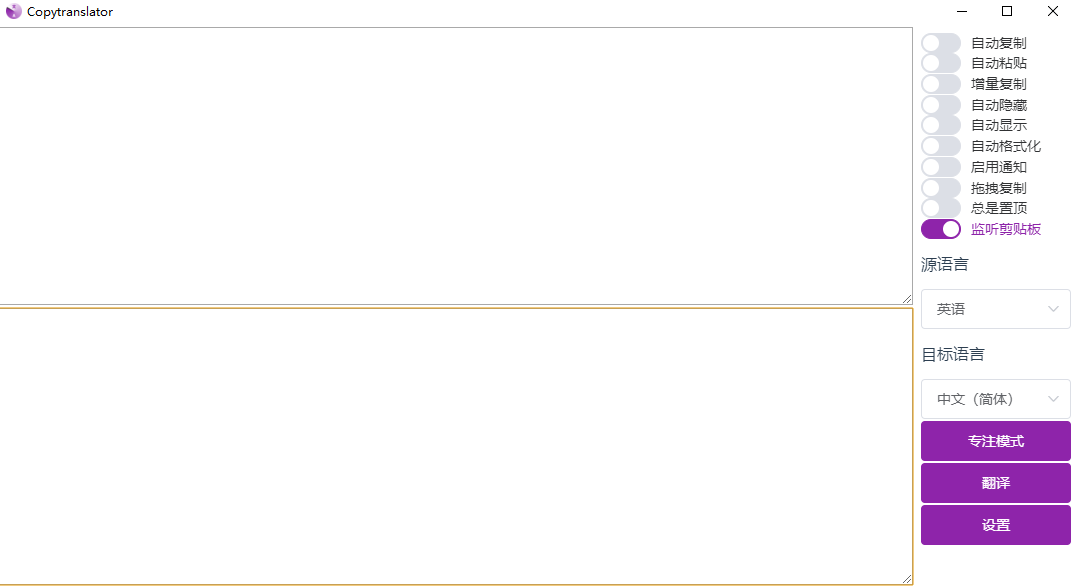 Copytranslator
自动复制
自动粘贴
增量复制
自动隐藏
自动显示
自动格式化
启用通知
拖拽复制
总是置顶
监听剪贴板
源语言
英语
目标语言
中文（简体）
专注模式
翻译
设置